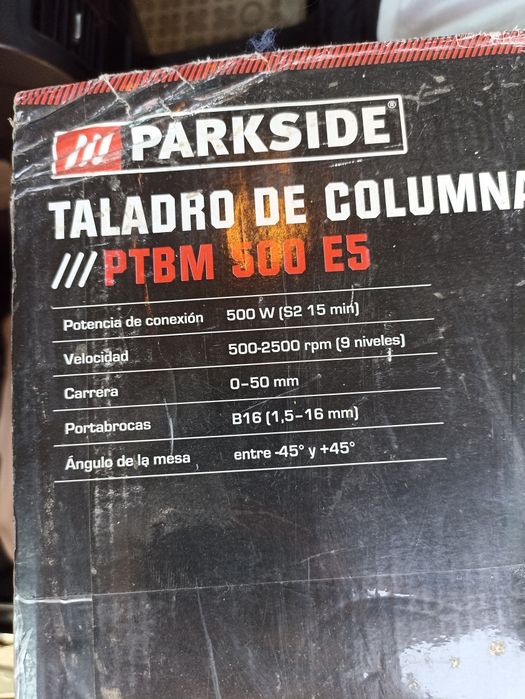 PARKSIDE®
TALADRO DE COLUMNA
/// PTBM 500 E5
Potencia de conexión 500 W (S2 15 min)
Velocidad 500-2500 rpm (9 niveles)
Carrera 0-50 mm
Portabrocas B16 (1,5-16 mm)
Ángulo de la mesa entre -45° y +45°